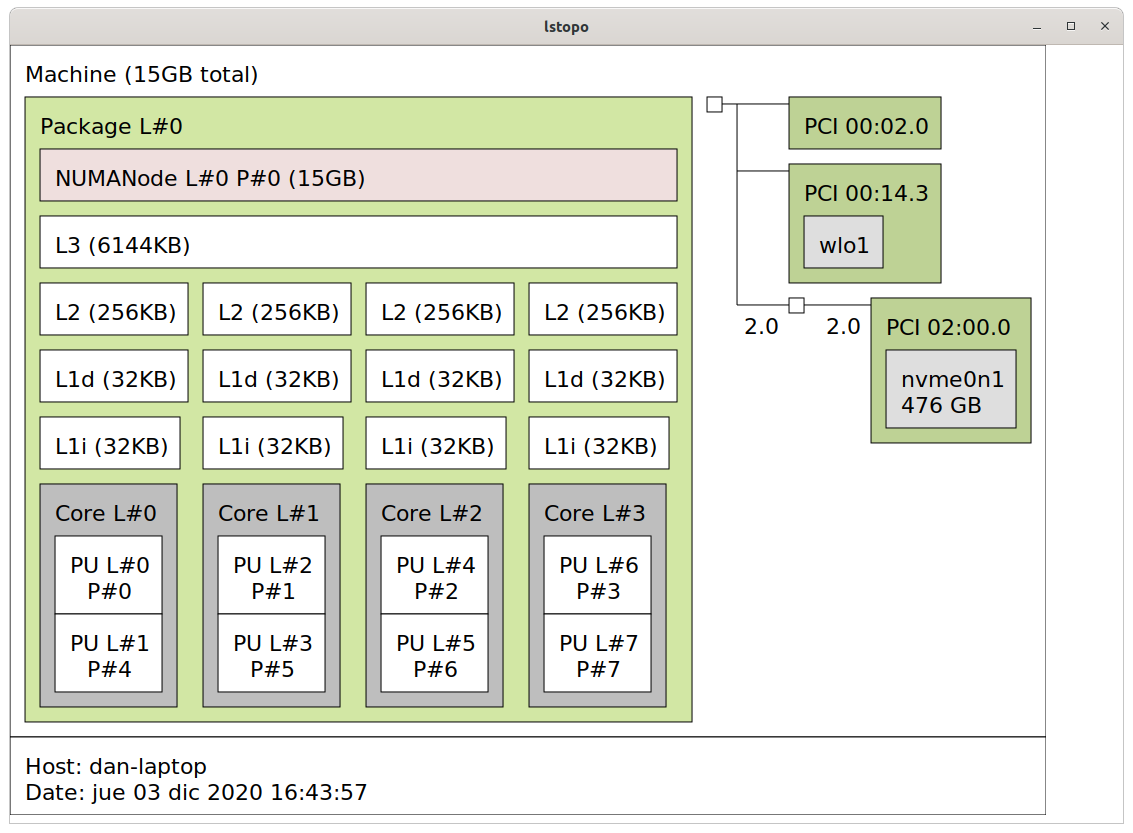 lstopo
Machine (15GB total)
Package L#0
NUMANode L#0 P#0 (15GB)
L3 (6144KB)
L2 (256KB) L2 (256KB) L2 (256KB) L2 (256KB)
L1d (32KB) L1d (32KB) L1d (32KB) L1d (32KB)
L1i (32KB) L1i (32KB) L1i (32KB) L1i (32KB)
Core L#0 Core L#1 Core L#2 Core L#3
PU L#0 PU L#2 PU L#4 PU L#6
P#0 P#1 P#2 P#3
PU L#1 PU L#3 PU L#5 PU L#7
P#4 P#5 P#6 P#7
PCI 00:02.0
PCI 00:14.3
wlo1
2.0 2.0 PCI 02:00.0
nvme0n1
476 GB
Host: dan-laptop
Date: jue 03 dic 2020 16:43:57